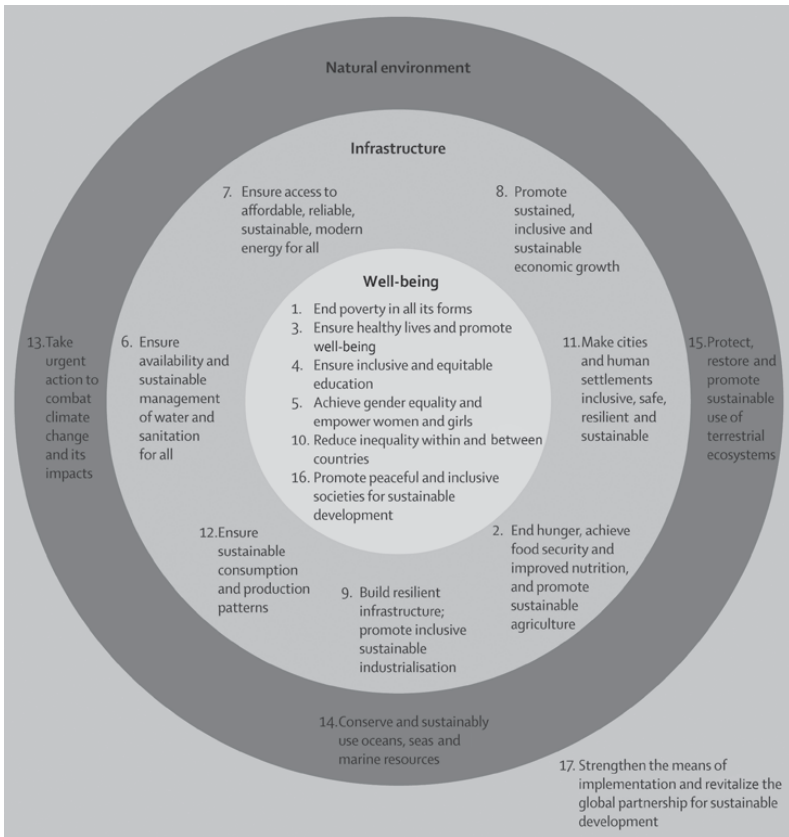 Natural environment
Infrastructure
7. Ensure access to
affordable, reliable,
sustainable, modern
energy for all
8. Promote
sustained,
inclusive and
sustainable
economic growth
Well-being
1. End poverty in all its forms
3. Ensure healthy lives and promote
well-being
4. Ensure inclusive and equitable
education
5. Achieve gender equality and
empower women and girls
10. Reduce inequality within and between
countries
16. Promote peaceful and inclusive
societies for sustainable
development
13. Take
urgent
action to
combat
climate
change
and its
impacts
6. Ensure
availability and
sustainable
management
of water and
sanitation
for all
11. Make cities
and human
settlements
inclusive, safe,
resilient and
sustainable
15. Protect,
restore and
promote
sustainable
use of
terrestrial
ecosystems
12. Ensure
sustainable
consumption
and production
patterns
9. Build resilient
infrastructure;
promote inclusive
sustainable
industrialisation
2. End hunger, achieve
food security and
improved nutrition,
and promote
sustainable
agriculture
14. Conserve and sustainably
use oceans, seas and
marine resources
17. Strengthen the means of
implementation and revitalize the
global partnership for sustainable
development